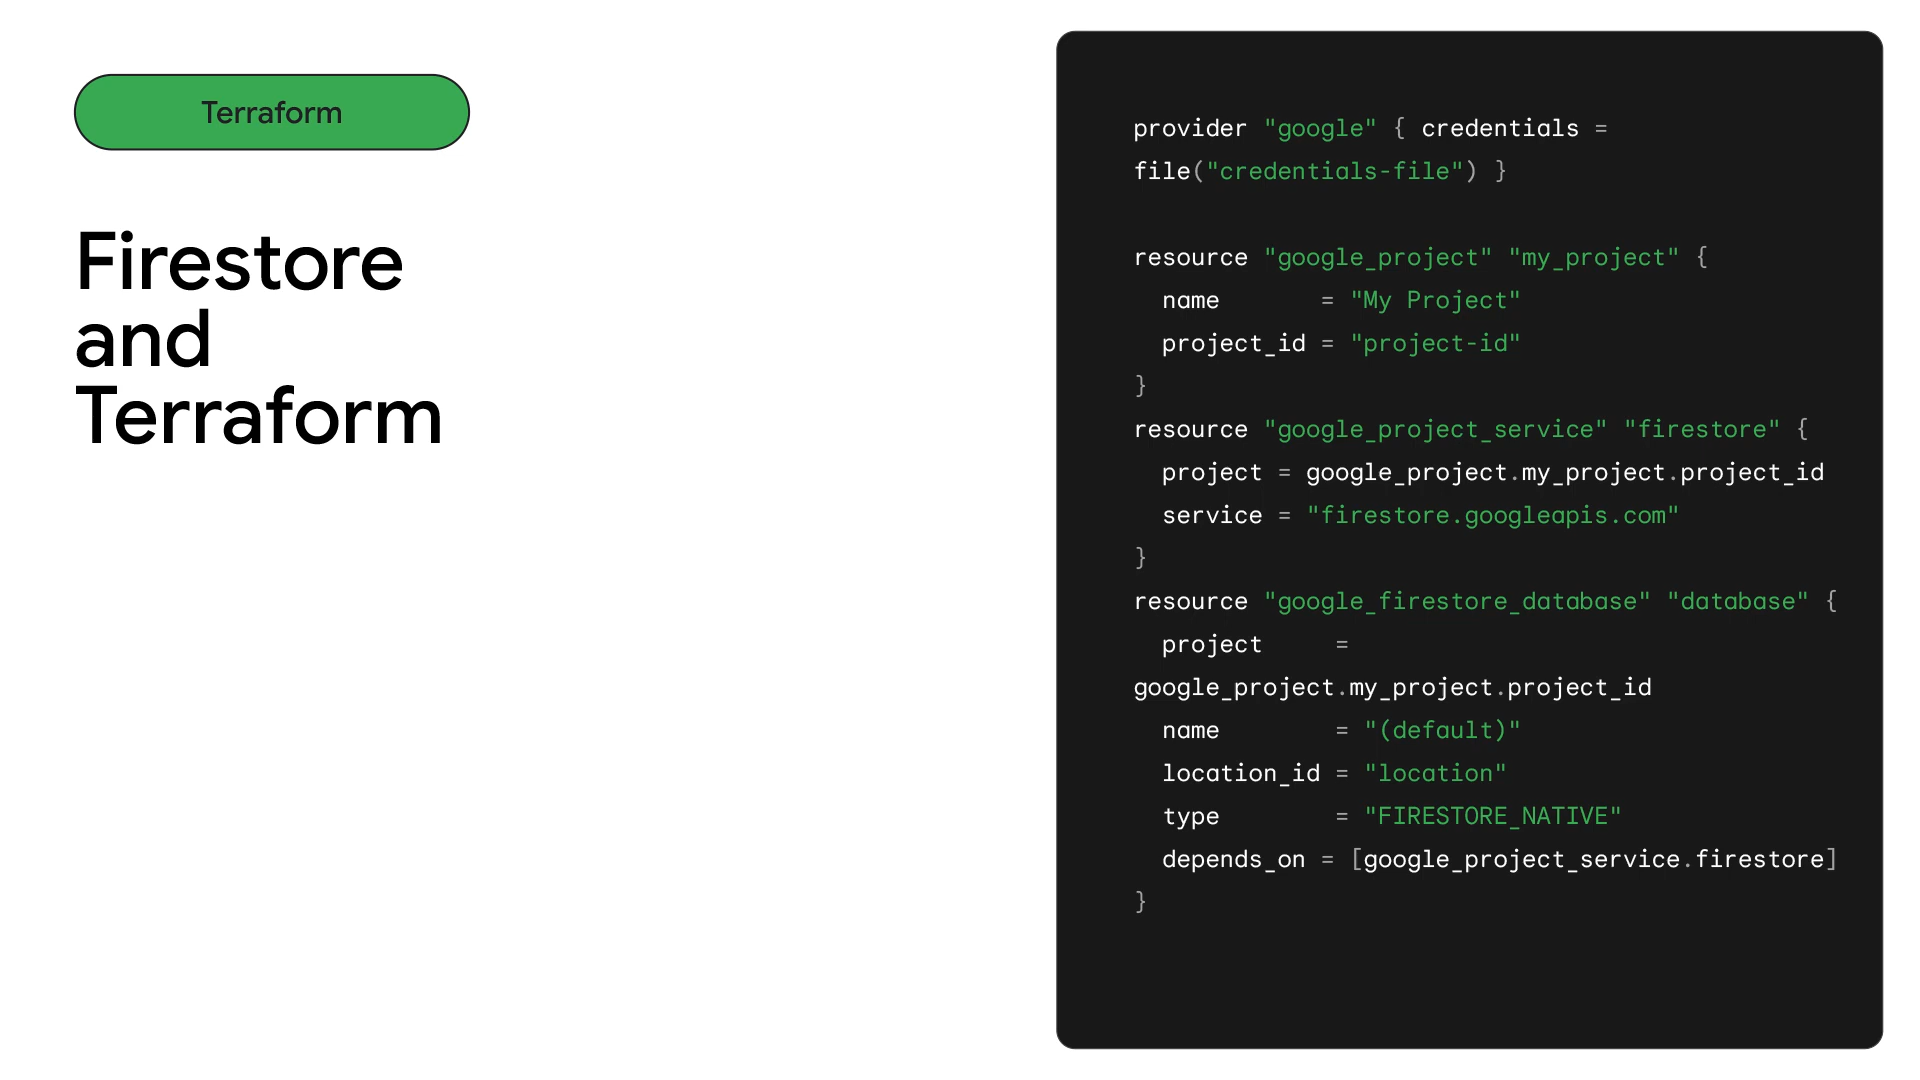 Terraform
Firestore
and
Terraform
provider "google" { credentials =
file("credentials-file") }
resource "google_project" "my_project" {
  name       = "My Project"
  project_id = "project-id"
}
resource "google_project_service" "firestore" {
  project = google_project.my_project.project_id
  service = "firestore.googleapis.com"
}
resource "google_firestore_database" "database" {
  project     =
google_project.my_project.project_id
  name        = "(default)"
  location_id = "location"
  type        = "FIRESTORE_NATIVE"
  depends_on = [google_project_service.firestore]
}